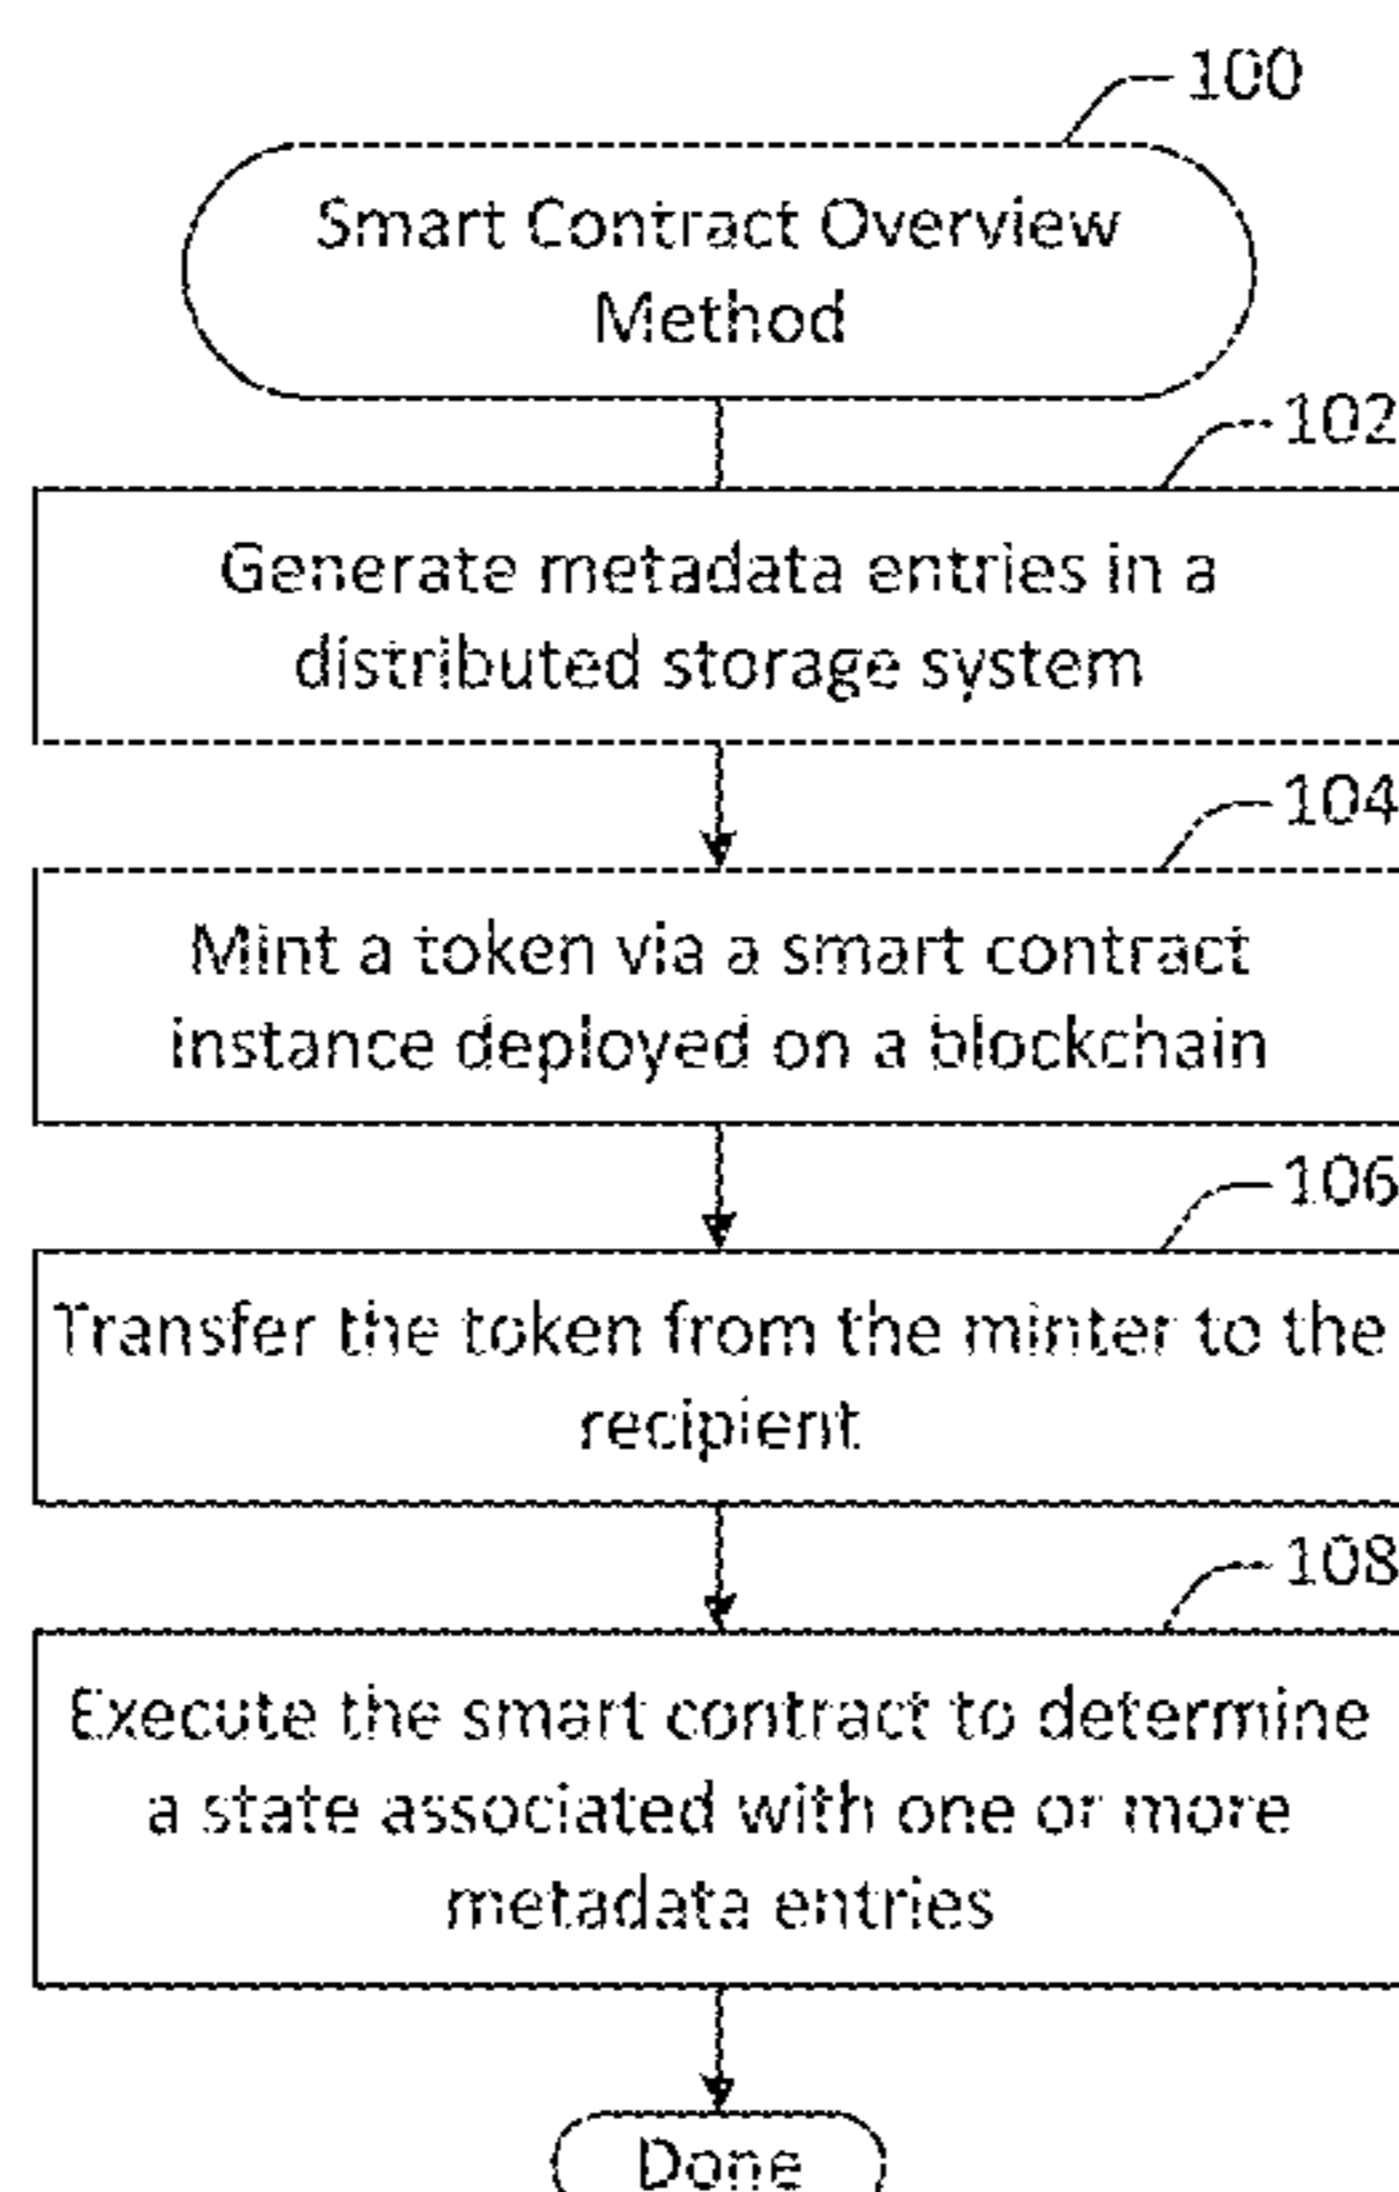 100
Smart Contract Overview
Method
102
Generate metadata entries in a
distributed storage system
104
Mint a token via a smart contract
instance deployed on a blockchain
106
Transfer the token from the minter to the
recipient
108
Execute the smart contract to determine
a state associated with one or more
metadata entries
Done